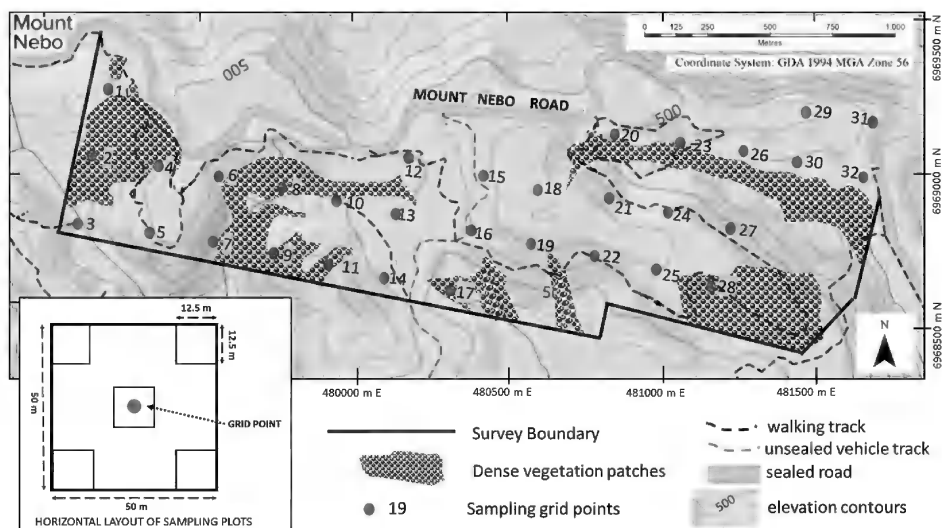 Mount
Nebo
0 125 250 500 750 1.000
Metres
Coordinate System: GDA 1994 MGA Zone 56
MOUNT NEBO ROAD
500
500
1
2
3
4
5
6
7
8
9
10
11
12
13
14
15
16
17
18
19
20
21
22
23
24
25
26
27
28
29
30
31
32
N
6969500 m N
6969000 m N
6968500 m N
480000 m E
480500 m E
481000 m E
481500 m E
12.5 m
12.5 m
50 m
GRID POINT
50 m
HORIZONTAL LAYOUT OF SAMPLING PLOTS
Survey Boundary
Dense vegetation patches
19 Sampling grid points
walking track
unsealed vehicle track
sealed road
500 elevation contours